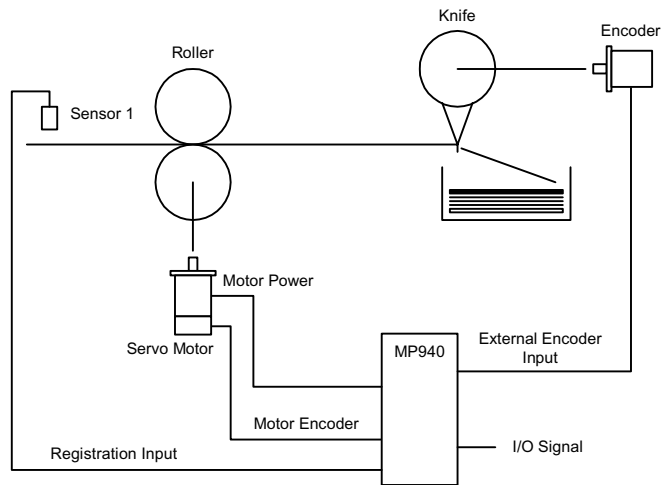 Knife
Encoder
Roller
Sensor 1
Motor Power
Servo Motor
MP940
External Encoder
Input
Motor Encoder
I/O Signal
Registration Input